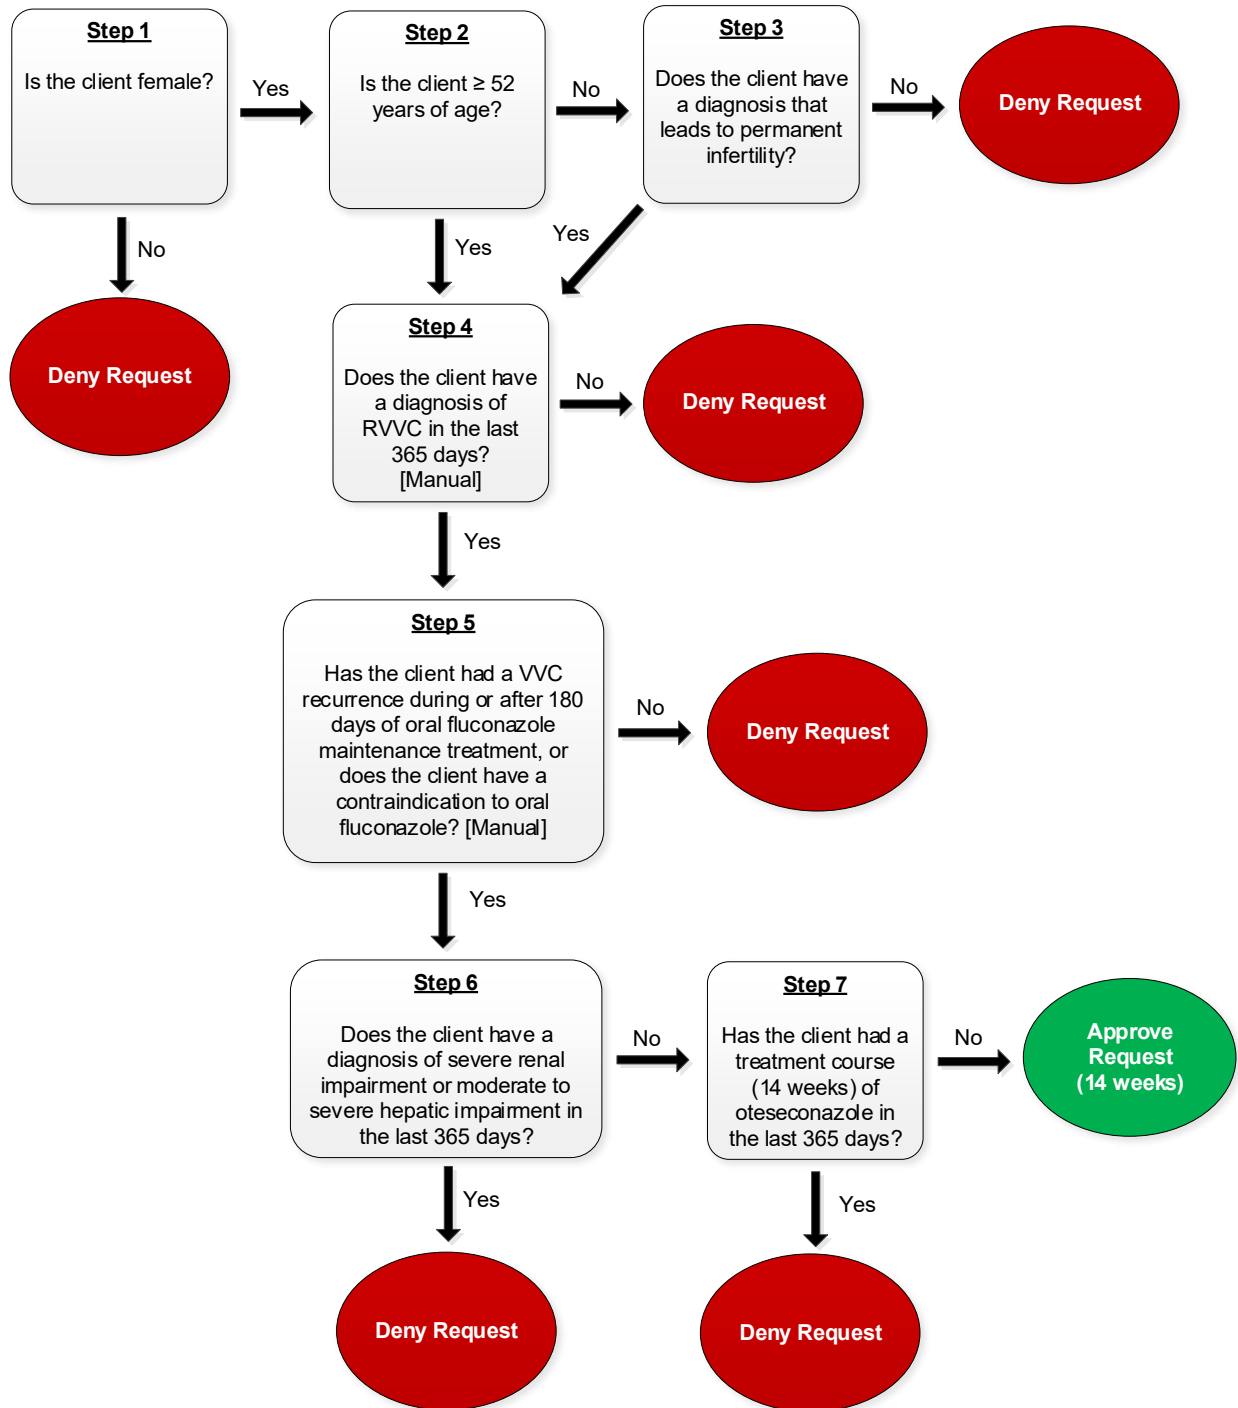 Step 1
Is the client female?
Yes
No
Deny Request
Step 2
Is the client ≥ 52
years of age?
No
Yes
Step 3
Does the client have
a diagnosis that
leads to permanent
infertility?
No
Deny Request
Yes
Step 4
Does the client have
a diagnosis of
RVVC in the last
365 days?
[Manual]
No
Deny Request
Yes
Step 5
Has the client had a VVC
recurrence during or after 180
days of oral fluconazole
maintenance treatment, or
does the client have a
contraindication to oral
fluconazole? [Manual]
No
Deny Request
Yes
Step 6
Does the client have a
diagnosis of severe renal
impairment or moderate to
severe hepatic impairment in
the last 365 days?
No
Yes
Deny Request
Step 7
Has the client had a
treatment course
(14 weeks) of
oteseconazole in
the last 365 days?
No
Approve
Request
(14 weeks)
Yes
Deny Request